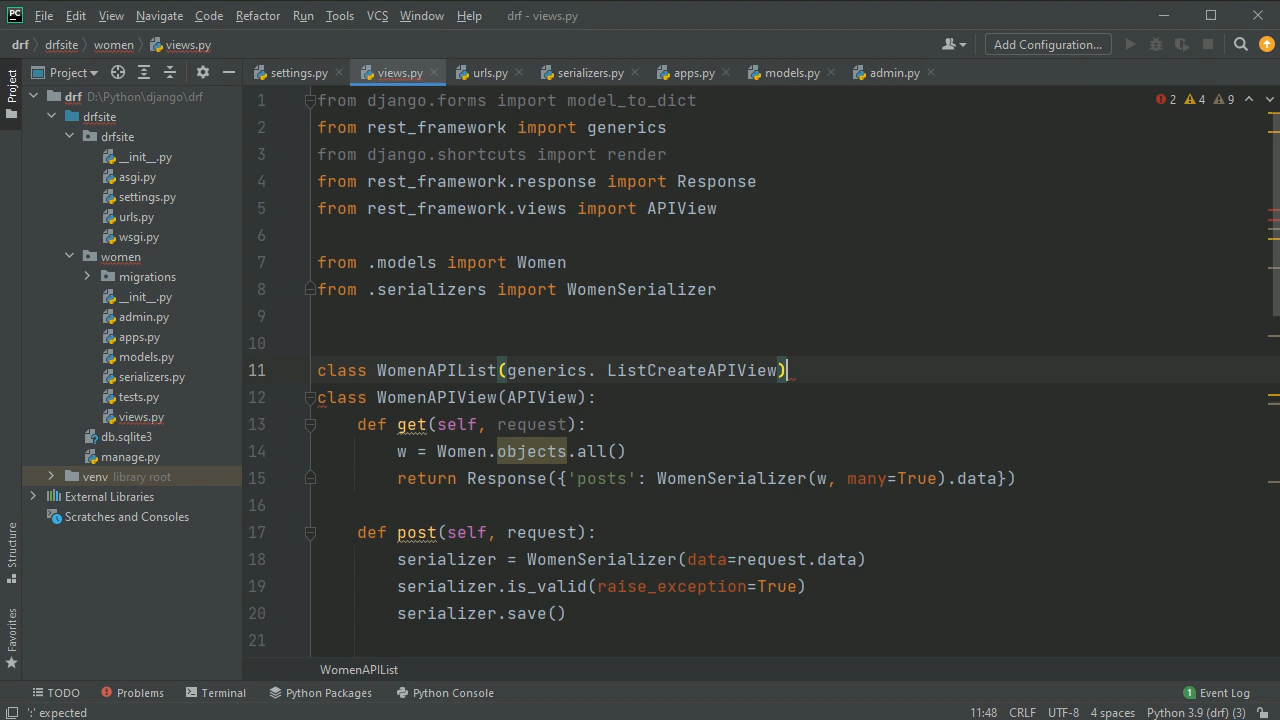 PC File Edit View Navigate Code Refactor Run Tools VCS Window Help drf - views.py
drf drfsite women views.py Add Configuration...
Project settings.py views.py urls.py serializers.py apps.py models.py admin.py
Project
drf D:\Python\django\drf
drfsite
drfsite
__init__.py
asgi.py
settings.py
urls.py
wsgi.py
women
migrations
__init__.py
admin.py
apps.py
models.py
serializers.py
tests.py
views.py
db.sqlite3
manage.py
venv library root
External Libraries
Scratches and Consoles
Structure
Favorites
2 4 9
1 from django.forms import model_to_dict
2 from rest_framework import generics
3 from django.shortcuts import render
4 from rest_framework.response import Response
5 from rest_framework.views import APIView
6
7 from .models import Women
8 from .serializers import WomenSerializer
9
10
11 class WomenAPIList(generics. ListCreateAPIView)
12 class WomenAPIView(APIView):
13 def get(self, request):
14 w = Women.objects.all()
15 return Response({'posts': WomenSerializer(w, many=True).data})
16
17 def post(self, request):
18 serializer = WomenSerializer(data=request.data)
19 serializer.is_valid(raise_exception=True)
20 serializer.save()
21
WomenAPIList
TODO Problems Terminal Python Packages Python Console 1 Event Log
':' expected 11:48 CRLF UTF-8 4 spaces Python 3.9 (drf) (3)